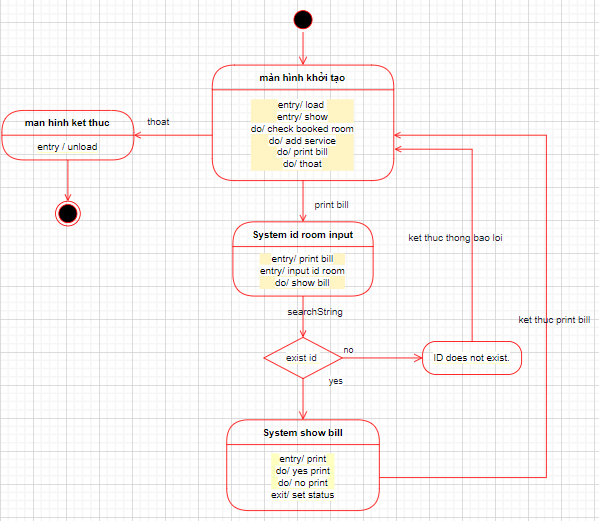 màn hình khởi tạo
entry/ load
entry/ show
do/ check booked room
do/ add service
do/ print bill
do/ thoat
thoat
man hinh ket thuc
entry / unload
print bill
System id room input
entry/ print bill
entry/ input id room
do/ show bill
searchString
exist id
no
yes
ID does not exist.
ket thuc thong bao loi
ket thuc print bill
System show bill
entry/ print
do/ yes print
do/ no print
exit/ set status